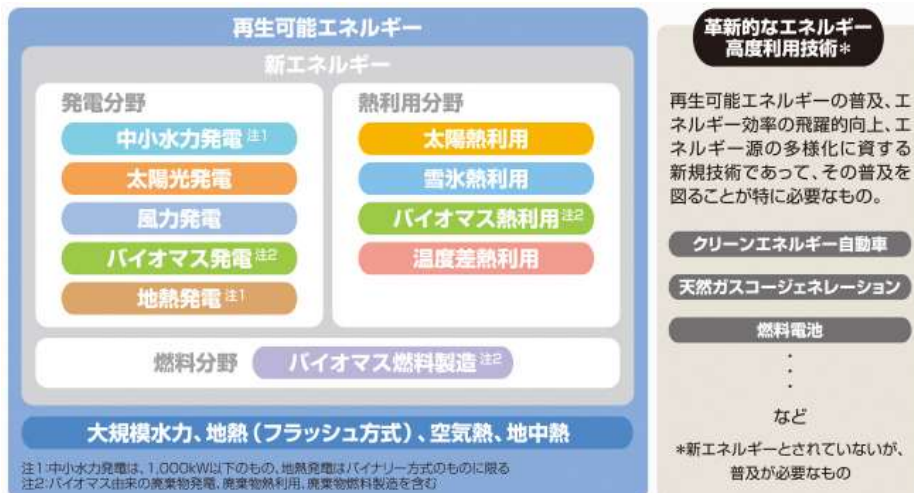 再生可能エネルギー
新エネルギー
発電分野
中小水力発電 注1
太陽光発電
風力発電
バイオマス発電 注2
地熱発電 注1
熱利用分野
太陽熱利用
雪氷熱利用
バイオマス熱利用 注2
温度差熱利用
燃料分野
バイオマス燃料製造 注2
大規模水力、地熱（フラッシュ方式）、空気熱、地中熱
注1:中小水力発電は、1,000kW以下のもの、地熱発電はバイナリー方式のものに限る
注2:バイオマス由来の廃棄物発電、廃棄物熱利用、廃棄物燃料製造を含む
革新的なエネルギー
高度利用技術＊
再生可能エネルギーの普及、エ
ネルギー効率の飛躍的向上、エ
ネルギー源の多様化に資する
新規技術であって、その普及を
図ることが特に必要なもの。
クリーンエネルギー自動車
天然ガスコージェネレーション
燃料電池
・
・
・
など
＊新エネルギーとされていないが、
普及が必要なもの